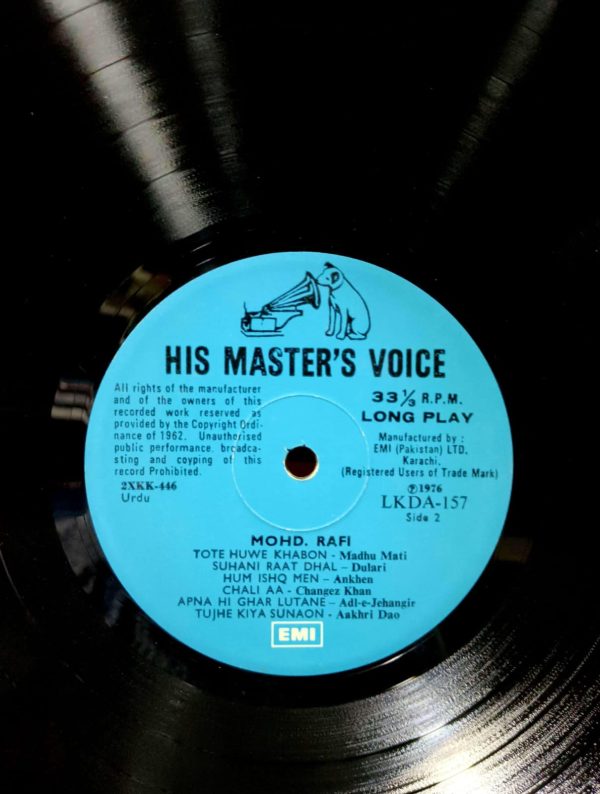 HIS MASTER'S VOICE
All rights of the manufacturer
and of the owners of this
recorded work reserved as
provided by the Copyright Ordi-
nance of 1962. Unauthorised
public performance, broadca-
sting and coyping of this
record Prohibited.
2XKK-446
Urdu
33 1/3 R.P.M.
LONG PLAY
Manufactured by :
EMI (Pakistan) LTD.
Karachi.
(Registered Users of Trade Mark)
Ⓟ1976
LKDA-157
Side 2
MOHD. RAFI
TOTE HUWE KHABON - Madhu Mati
SUHANI RAAT DHAL – Dulari
HUM ISHQ MEN – Ankhen
CHALI AA - Changez Khan
APNA HI GHAR LUTANE – Adl-e-Jehangir
TUJHE KIYA SUNAON - Aakhri Dao
EMI